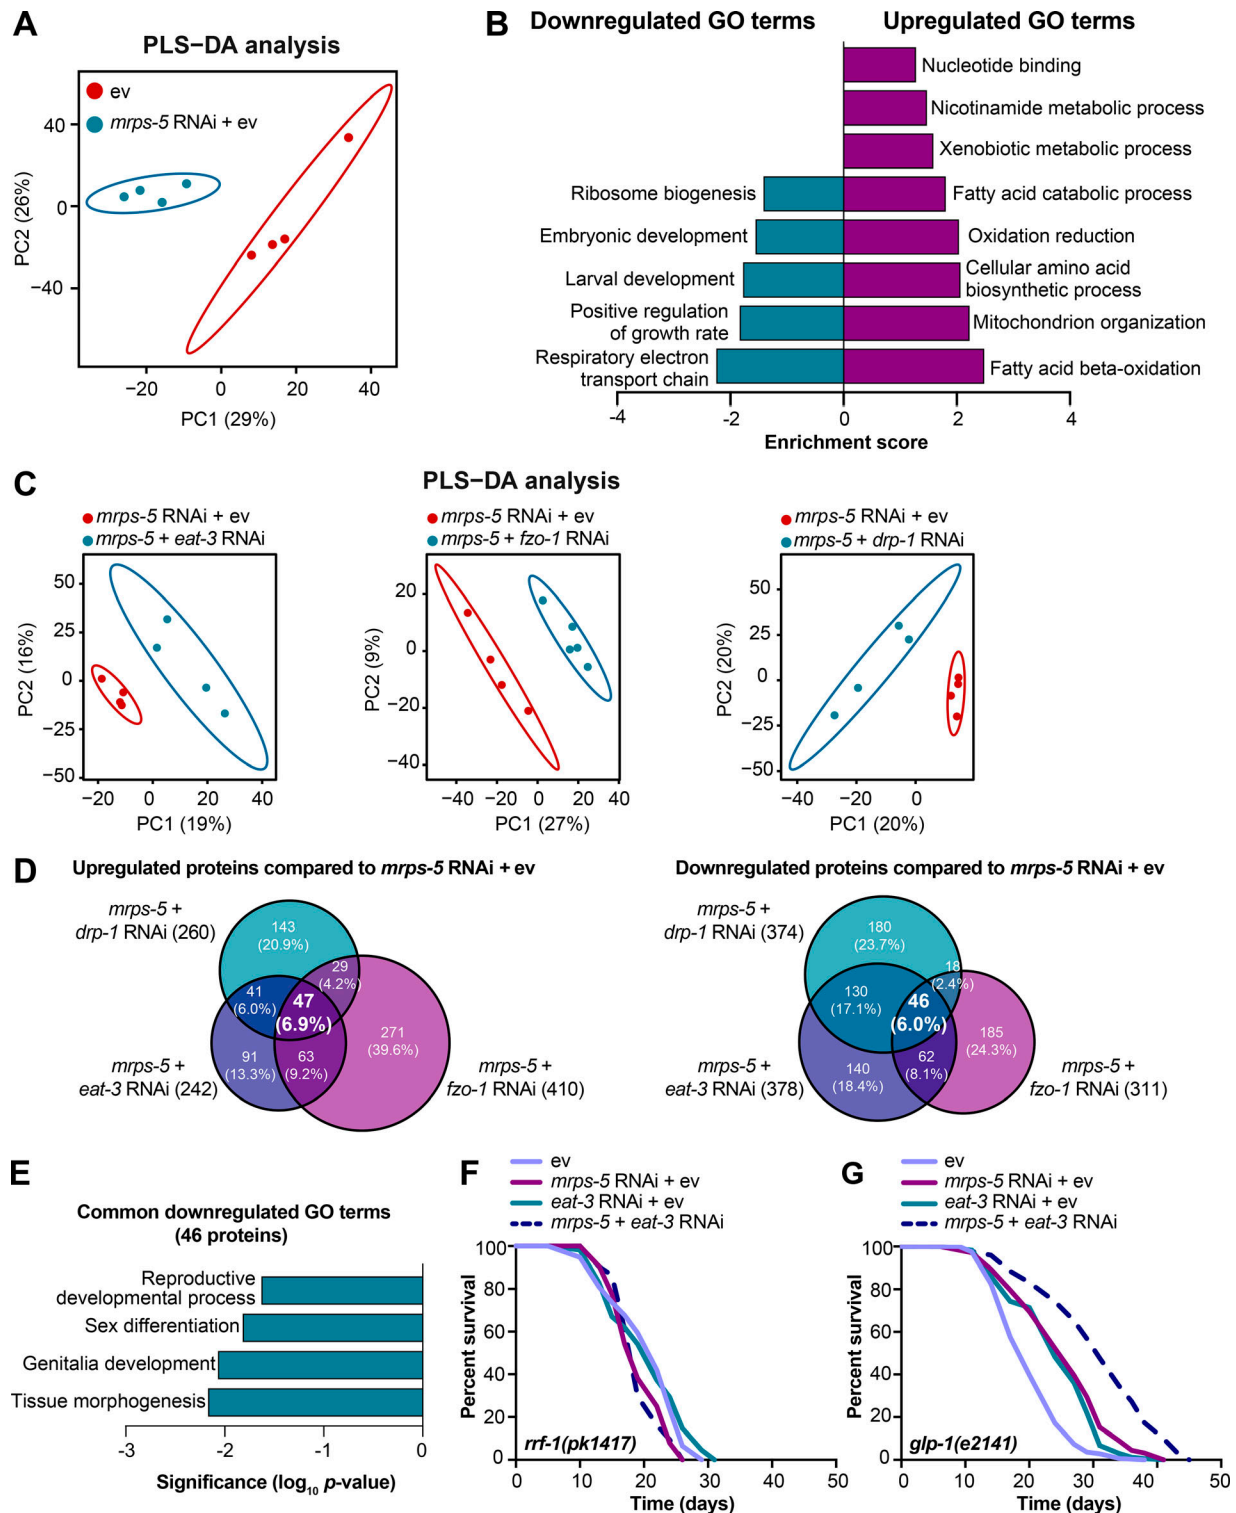 A
PLS−DA analysis
ev
mrps-5 RNAi + ev
40
0
−40
PC2 (26%)
−20
0
20
40
PC1 (29%)
B
Downregulated GO terms
Upregulated GO terms
Nucleotide binding
Nicotinamide metabolic process
Xenobiotic metabolic process
Ribosome biogenesis
Fatty acid catabolic process
Embryonic development
Oxidation reduction
Larval development
Cellular amino acid
biosynthetic process
Positive regulation
of growth rate
Mitochondrion organization
Respiratory electron
transport chain
Fatty acid beta-oxidation
-4
-2
0
2
4
Enrichment score
C
PLS−DA analysis
mrps-5 RNAi + ev
mrps-5 + eat-3 RNAi
50
25
0
−25
−50
PC2 (16%)
−20
0
20
40
PC1 (19%)
mrps-5 RNAi + ev
mrps-5 + fzo-1 RNAi
20
0
−20
−40
PC2 (9%)
−40
−20
0
20
40
PC1 (27%)
mrps-5 RNAi + ev
mrps-5 + drp-1 RNAi
50
25
0
−25
−50
PC2 (20%)
−40
−20
0
PC1 (20%)
D
Upregulated proteins compared to mrps-5 RNAi + ev
mrps-5 +
drp-1 RNAi (260)
143
(20.9%)
29
(4.2%)
41
(6.0%)
47
(6.9%)
271
(39.6%)
91
(13.3%)
63
(9.2%)
mrps-5 +
eat-3 RNAi (242)
mrps-5 +
fzo-1 RNAi (410)
Downregulated proteins compared to mrps-5 RNAi + ev
mrps-5 +
drp-1 RNAi (374)
180
(23.7%)
18
(2.4%)
130
(17.1%)
46
(6.0%)
185
(24.3%)
140
(18.4%)
62
(8.1%)
mrps-5 +
eat-3 RNAi (378)
mrps-5 +
fzo-1 RNAi (311)
E
Common downregulated GO terms
(46 proteins)
Reproductive
developmental process
Sex differentiation
Genitalia development
Tissue morphogenesis
-3
-2
-1
0
Significance (log10 p-value)
F
ev
mrps-5 RNAi + ev
eat-3 RNAi + ev
mrps-5 + eat-3 RNAi
100
80
60
40
20
0
Percent survival
rrf-1(pk1417)
0
10
20
30
40
50
Time (days)
G
ev
mrps-5 RNAi + ev
eat-3 RNAi + ev
mrps-5 + eat-3 RNAi
100
80
60
40
20
0
Percent survival
glp-1(e2141)
0
10
20
30
40
50
Time (days)